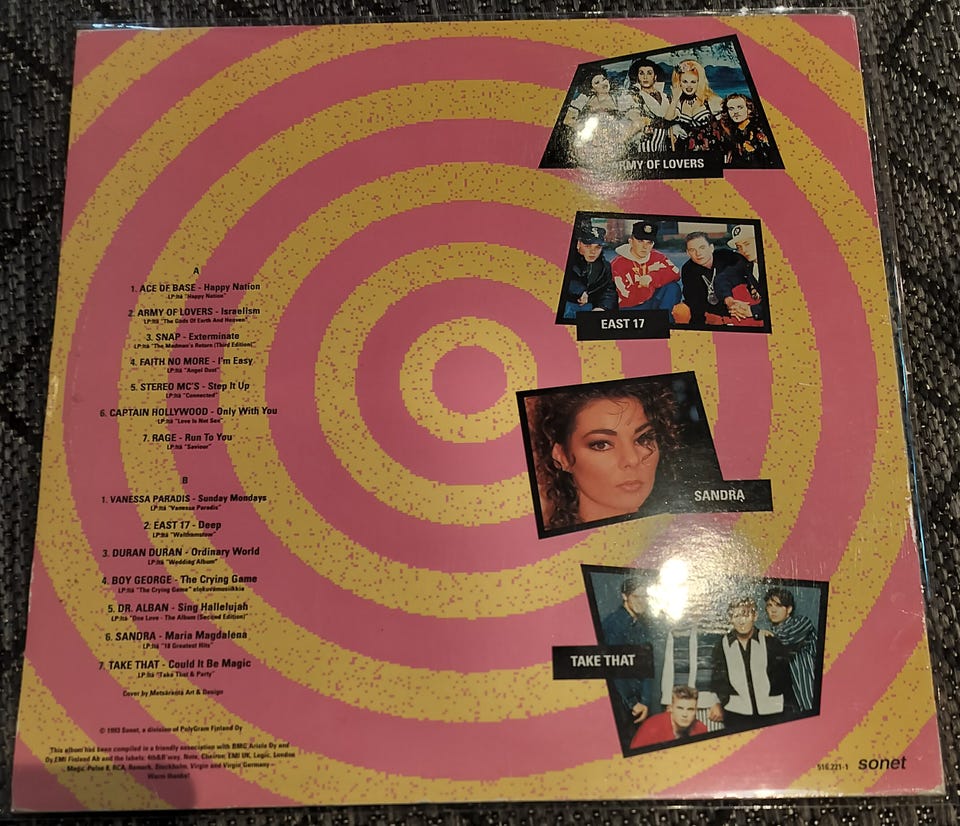 A
1. ACE OF BASE - Happy Nation
LP:ltä "Happy Nation"
2. ARMY OF LOVERS - Israelism
LP:ltä "The Gods Of Earth And Heaven"
3. SNAP - Exterminate
LP:ltä "The Madman's Return (Third Edition)"
4. FAITH NO MORE - I'm Easy
LP:ltä "Angel Dust"
5. STEREO MC'S - Step It Up
LP:ltä "Connected"
6. CAPTAIN HOLLYWOOD - Only With You
LP:ltä "Love Is Not Sex"
7. RAGE - Run To You
LP:ltä "Saviour"
B
1. VANESSA PARADIS - Sunday Mondays
LP:ltä "Vanessa Paradis"
2. EAST 17 - Deep
LP:ltä "Walthamstow"
3. DURAN DURAN - Ordinary World
LP:ltä "Wedding Album"
4. BOY GEORGE - The Crying Game
LP:ltä "The Crying Game" elokuvamusiikkia
5. DR. ALBAN - Sing Hallelujah
LP:ltä "One Love - The Album (Second Edition)"
6. SANDRA - Maria Magdalena
LP:ltä "18 Greatest Hits"
7. TAKE THAT - Could It Be Magic
LP:ltä "Take That & Party"
Cover by Metsäranta Art & Design
© 1993 Sonet, a division of PolyGram Finland Oy
This album has been compiled in a friendly association with BMG Ariola Oy and
Oy EMI Finland Ab and the labels: 4th&B'way, Note, Cheiron, EMI UK, Logic, London
, Magic, Pulse 8, RCA, Remark, Stockholm, Virgin and Virgin Germany –
Warm thanks!
ARMY OF LOVERS
EAST 17
SANDRA
TAKE THAT
516 221-1 sonet